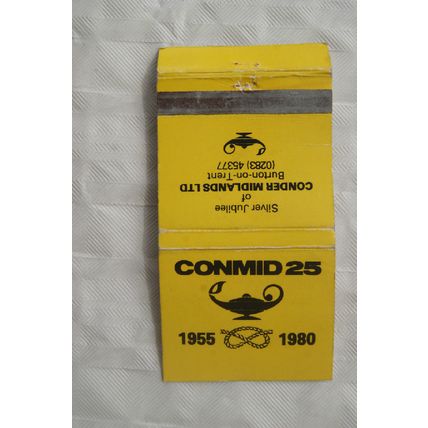 Silver Jubilee
of
CONDER MIDLANDS LTD
Burton-on-Trent
(0283) 45377
CONMID 25
1955 1980